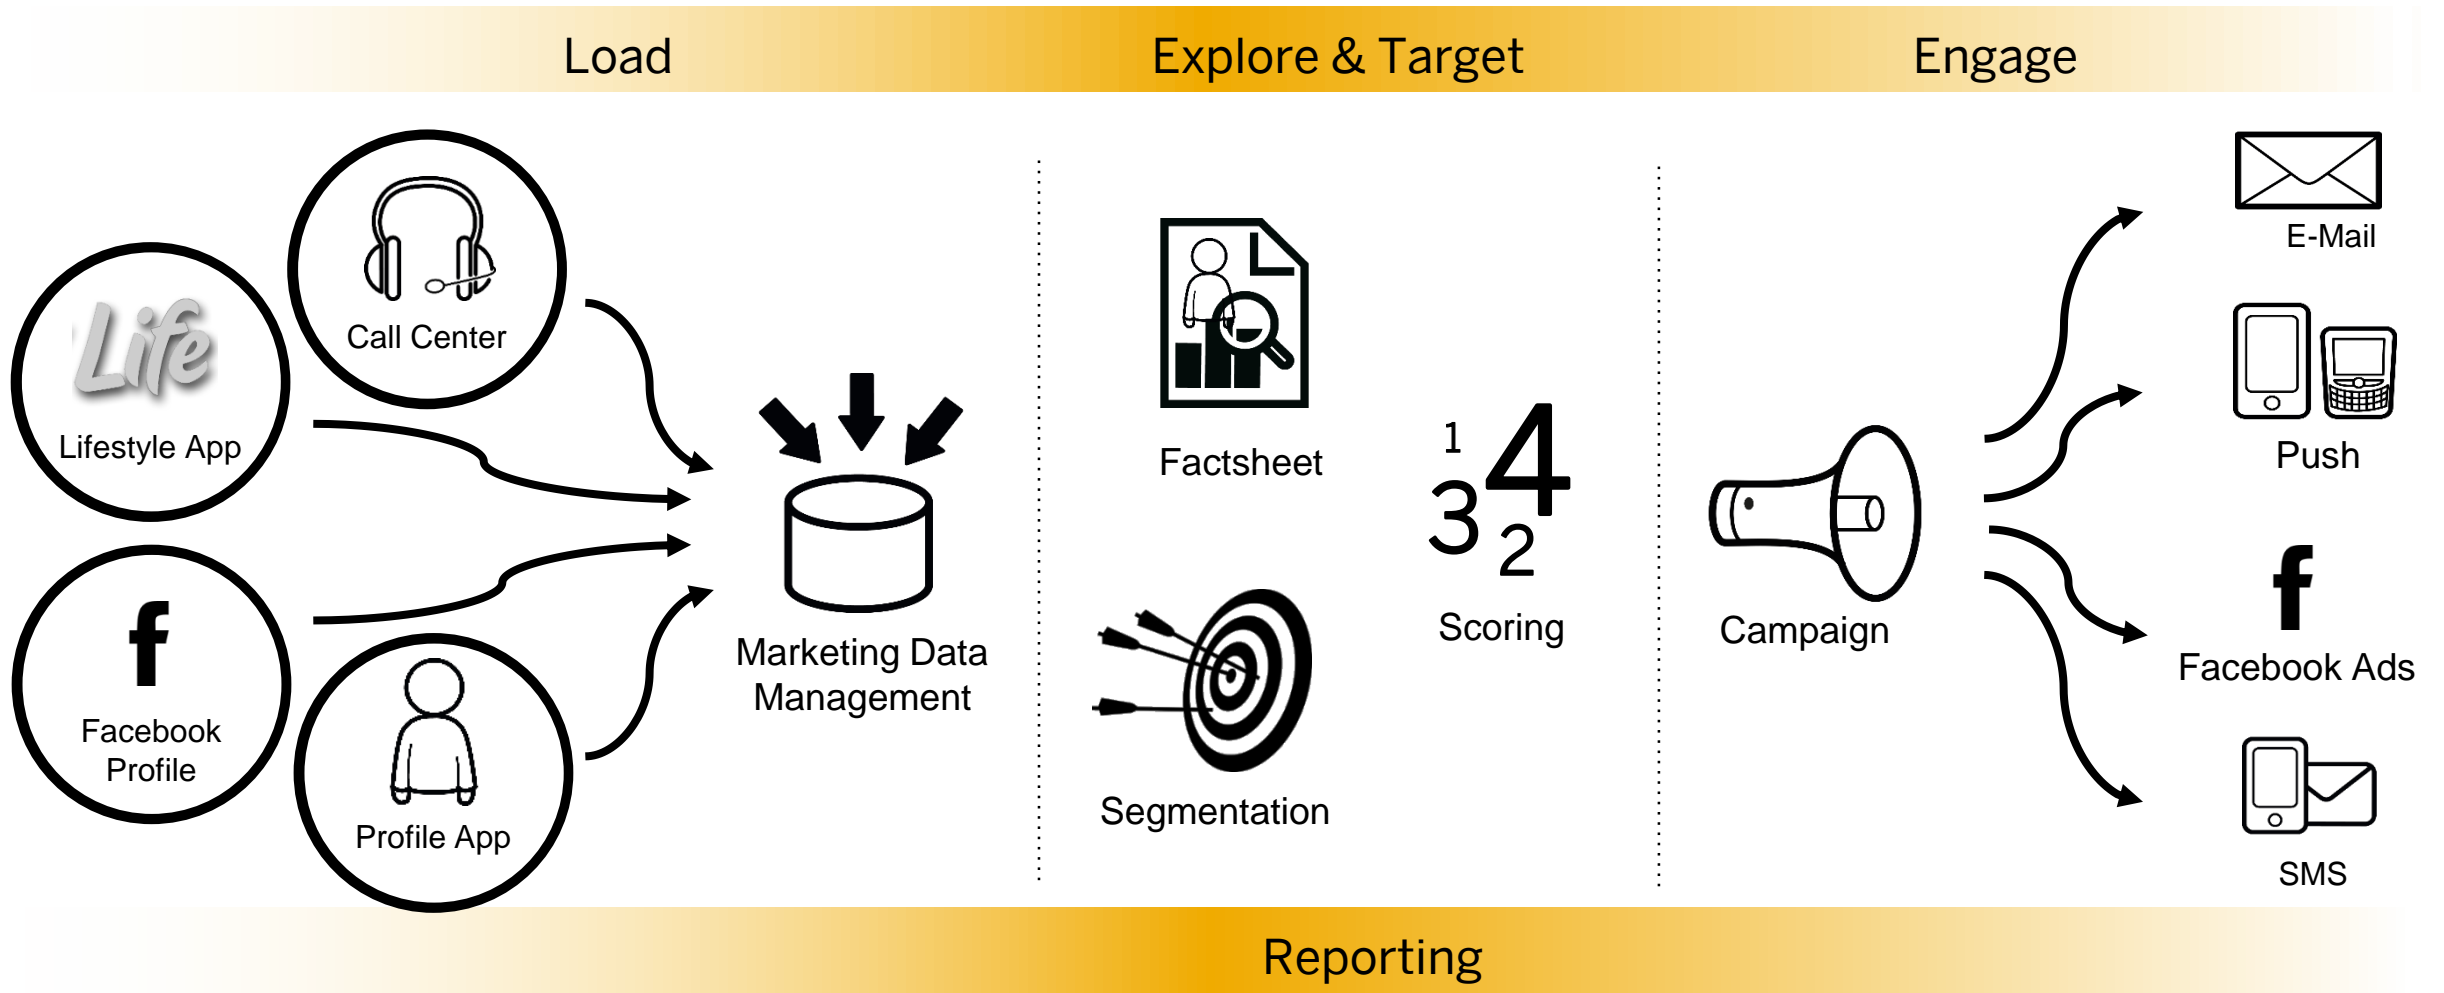 Load
Explore & Target
Engage
Call Center
Life
Lifestyle App
Facebook
Profile
Profile App
Marketing Data
Management
Factsheet
1
4
3
2
Scoring
Segmentation
Campaign
E-Mail
Push
f
Facebook Ads
SMS
f
Reporting